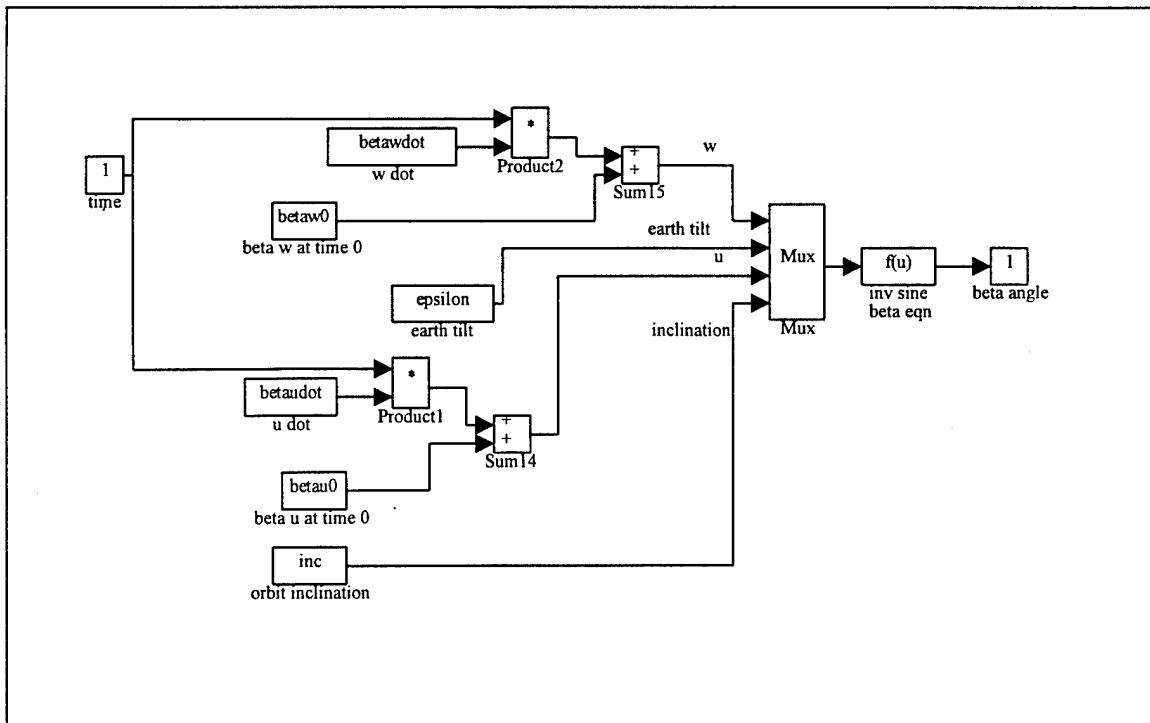 *
betawdot
Product2
w dot
+
+
Sum15
w
1
time
betaw0
beta w at time 0
earth tilt
u
Mux
Mux
f(u)
inv sine
beta eqn
1
beta angle
epsilon
earth tilt
inclination
*
betaudot
Product1
u dot
+
+
Sum14
betau0
beta u at time 0
inc
orbit inclination